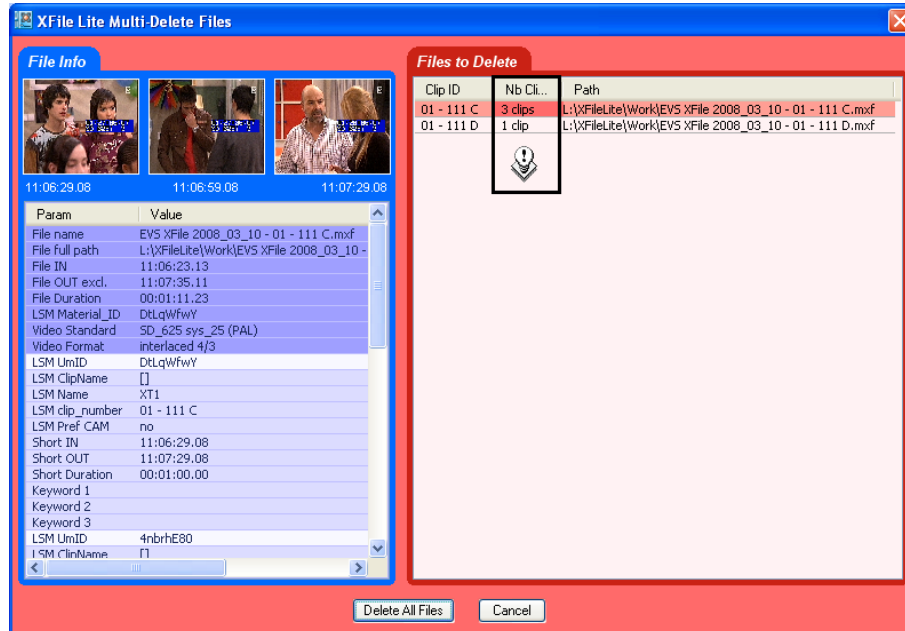 XFile Lite Multi-Delete Files
File Info
11:06:29.08 11:06:59.08 11:07:29.08
Param Value
File name EVS XFile 2008_03_10 - 01 - 111 C.mxf
File full path L:\XFileLite\Work\EVS XFile 2008_03_10 -
File IN 11:06:23.13
File OUT excl. 11:07:35.11
File Duration 00:01:11.23
LSM Material_ID DtLqWfwY
Video Standard SD_625 sys_25 (PAL)
Video Format interlaced 4/3
LSM UmID DtLqWfwY
LSM ClipName []
LSM Name XT1
LSM clip_number 01 - 111 C
LSM Pref CAM no
Short IN 11:06:29.08
Short OUT 11:07:29.08
Short Duration 00:01:00.00
Keyword 1
Keyword 2
Keyword 3
LSM UmID 4nbrhE80
LSM ClipName []
Files to Delete
Clip ID Nb Cli... Path
01 - 111 C 3 clips L:\XFileLite\Work\EVS XFile 2008_03_10 - 01 - 111 C.mxf
01 - 111 D 1 clip L:\XFileLite\Work\EVS XFile 2008_03_10 - 01 - 111 D.mxf
Delete All Files Cancel